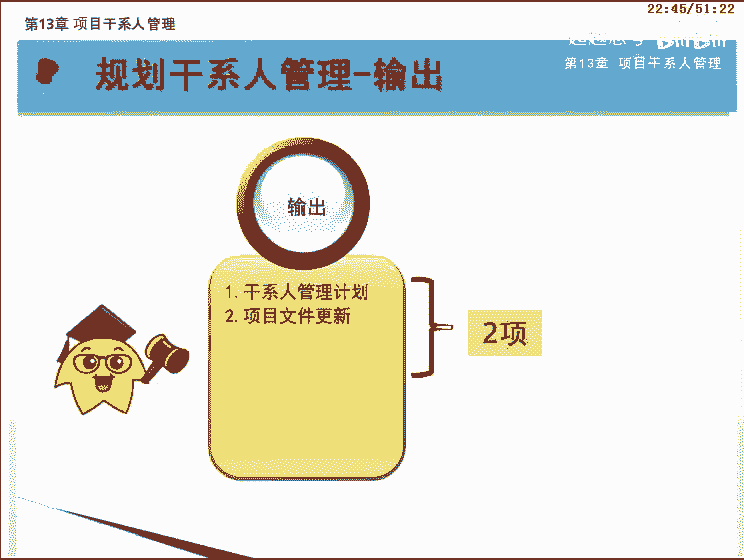 22:45/51:22
第13章 项目干系人管理
第13章 项目干系人管理
规划干系人管理-输出
输出
1. 干系人管理计划
2. 项目文件更新
2项